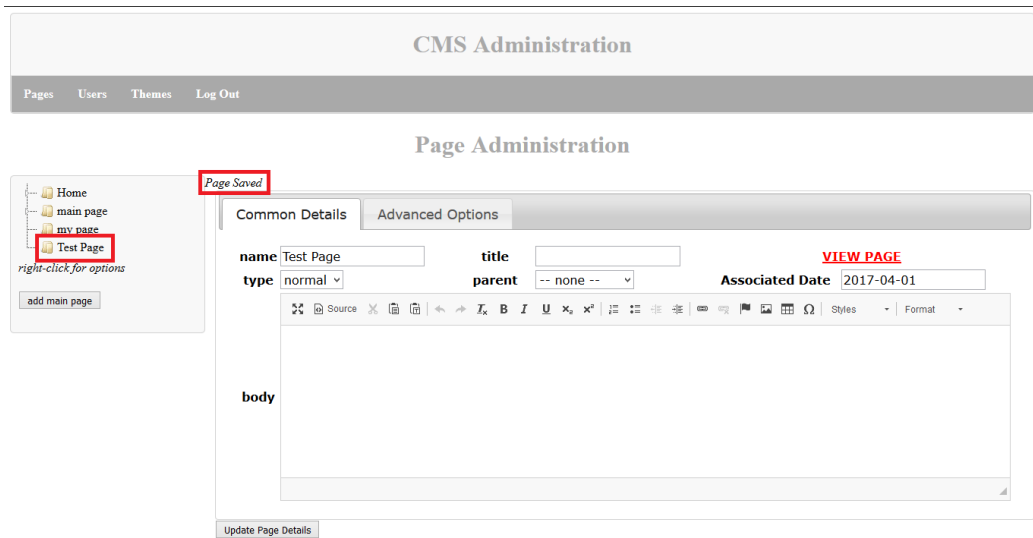 CMS Administration
Pages Users Themes Log Out
Page Administration
Page Saved
Home
main page
my page
Test Page
right-click for options
add main page
Common Details Advanced Options
name Test Page title VIEW PAGE
type normal parent -- none -- Associated Date 2017-04-01
Source Styles Format
body
Update Page Details